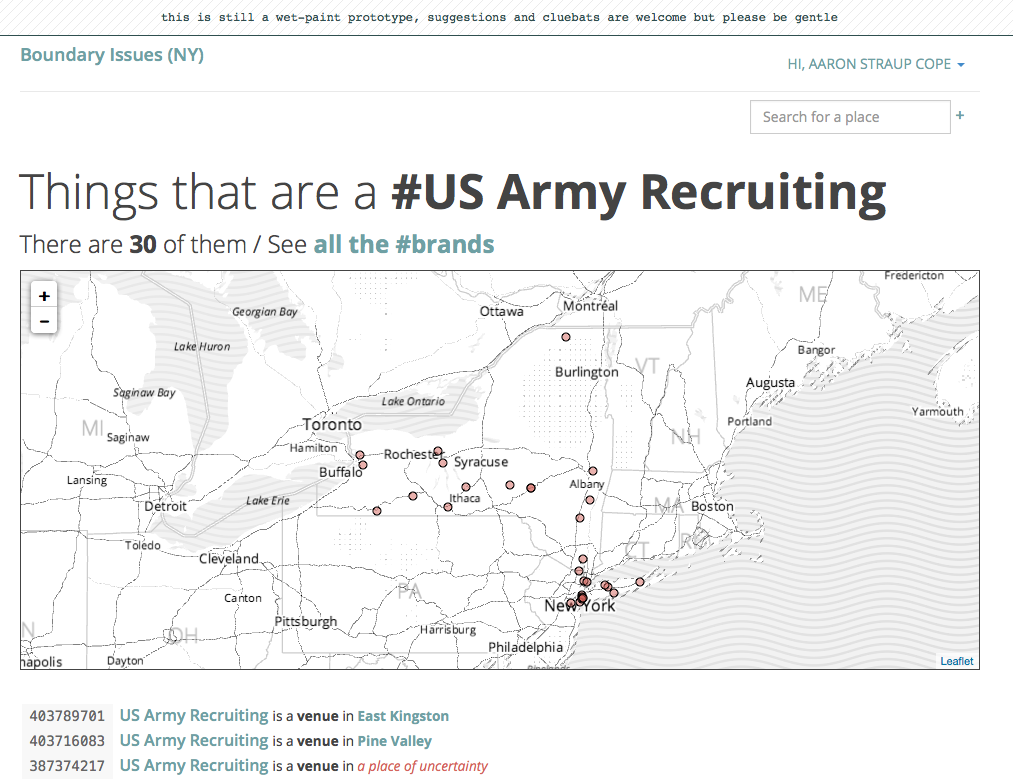 this is still a wet-paint prototype, suggestions and cluebats are welcome but please be gentle
Boundary Issues (NY)
HI, AARON STRAUP COPE
Search for a place
+
Things that are a #US Army Recruiting
There are 30 of them / See all the #brands
+
−
Fredericton
Georgian Bay
Ottawa
Montréal
ME
Lake Huron
Bangor
Burlington
VT
Augusta
Saginaw Bay
Lake Ontario
Yarmouth
MI
Saginaw
Toronto
Portland
NH
Hamilton
Rochester
Syracuse
Buffalo
Lansing
Albany
Ithaca
Lake Erie
Detroit
MA
Boston
Toledo
CT
Cleveland
PA
Canton
New York
Pittsburgh
Harrisburg
OH
Philadelphia
napolis
Dayton
Leaflet
403789701 US Army Recruiting is a venue in East Kingston
403716083 US Army Recruiting is a venue in Pine Valley
387374217 US Army Recruiting is a venue in a place of uncertainty